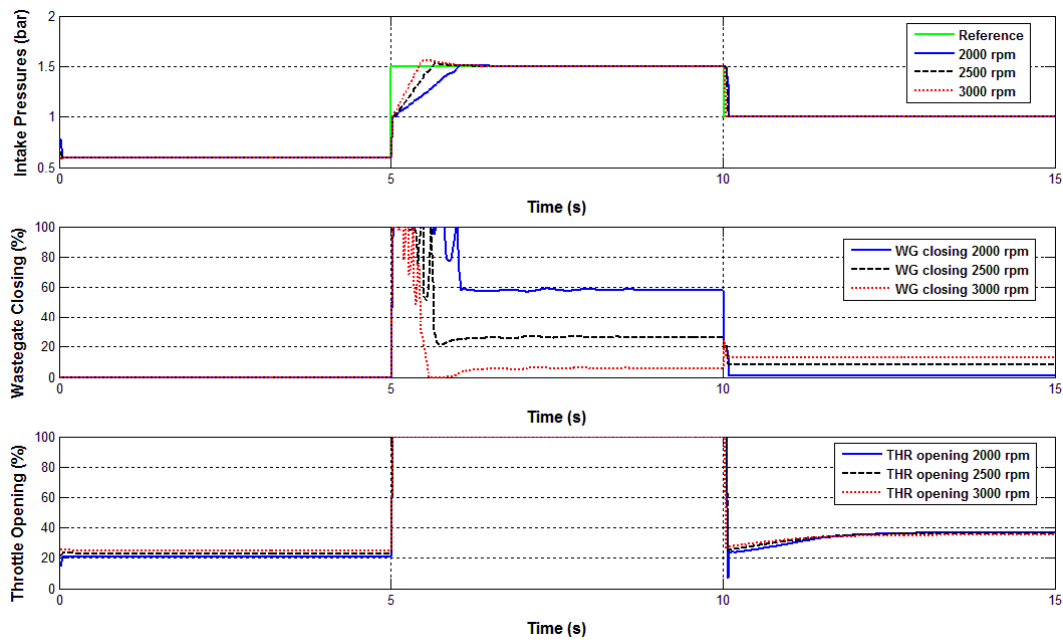 Intake Pressures (bar)
2
1.5
1
0.5
0
5
10
15
Time (s)
Reference
2000 rpm
2500 rpm
3000 rpm
Wastegate Closing (%)
100
80
60
40
20
0
0
5
10
15
Time (s)
WG closing 2000 rpm
WG closing 2500 rpm
WG closing 3000 rpm
Throttle Opening (%)
100
80
60
40
20
0
0
5
10
15
Time (s)
THR opening 2000 rpm
THR opening 2500 rpm
THR opening 3000 rpm